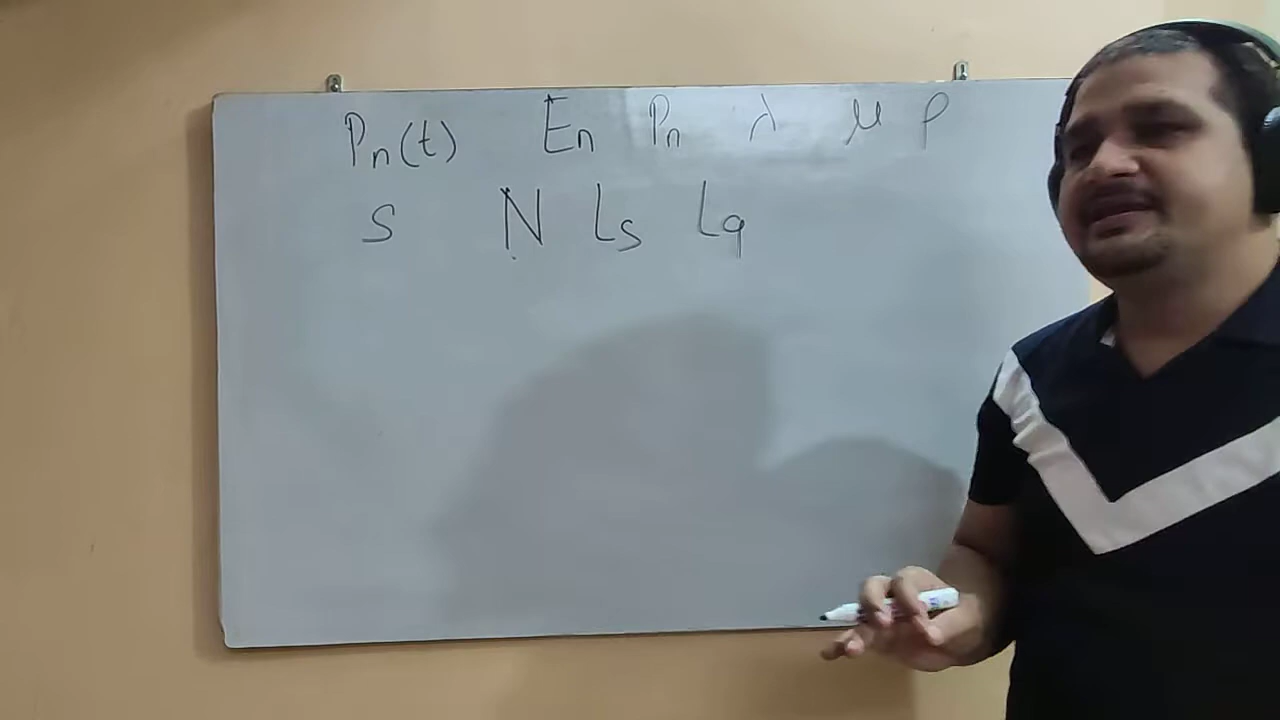 Pn(t) En Pn λ μ ρ
S N Ls Lq